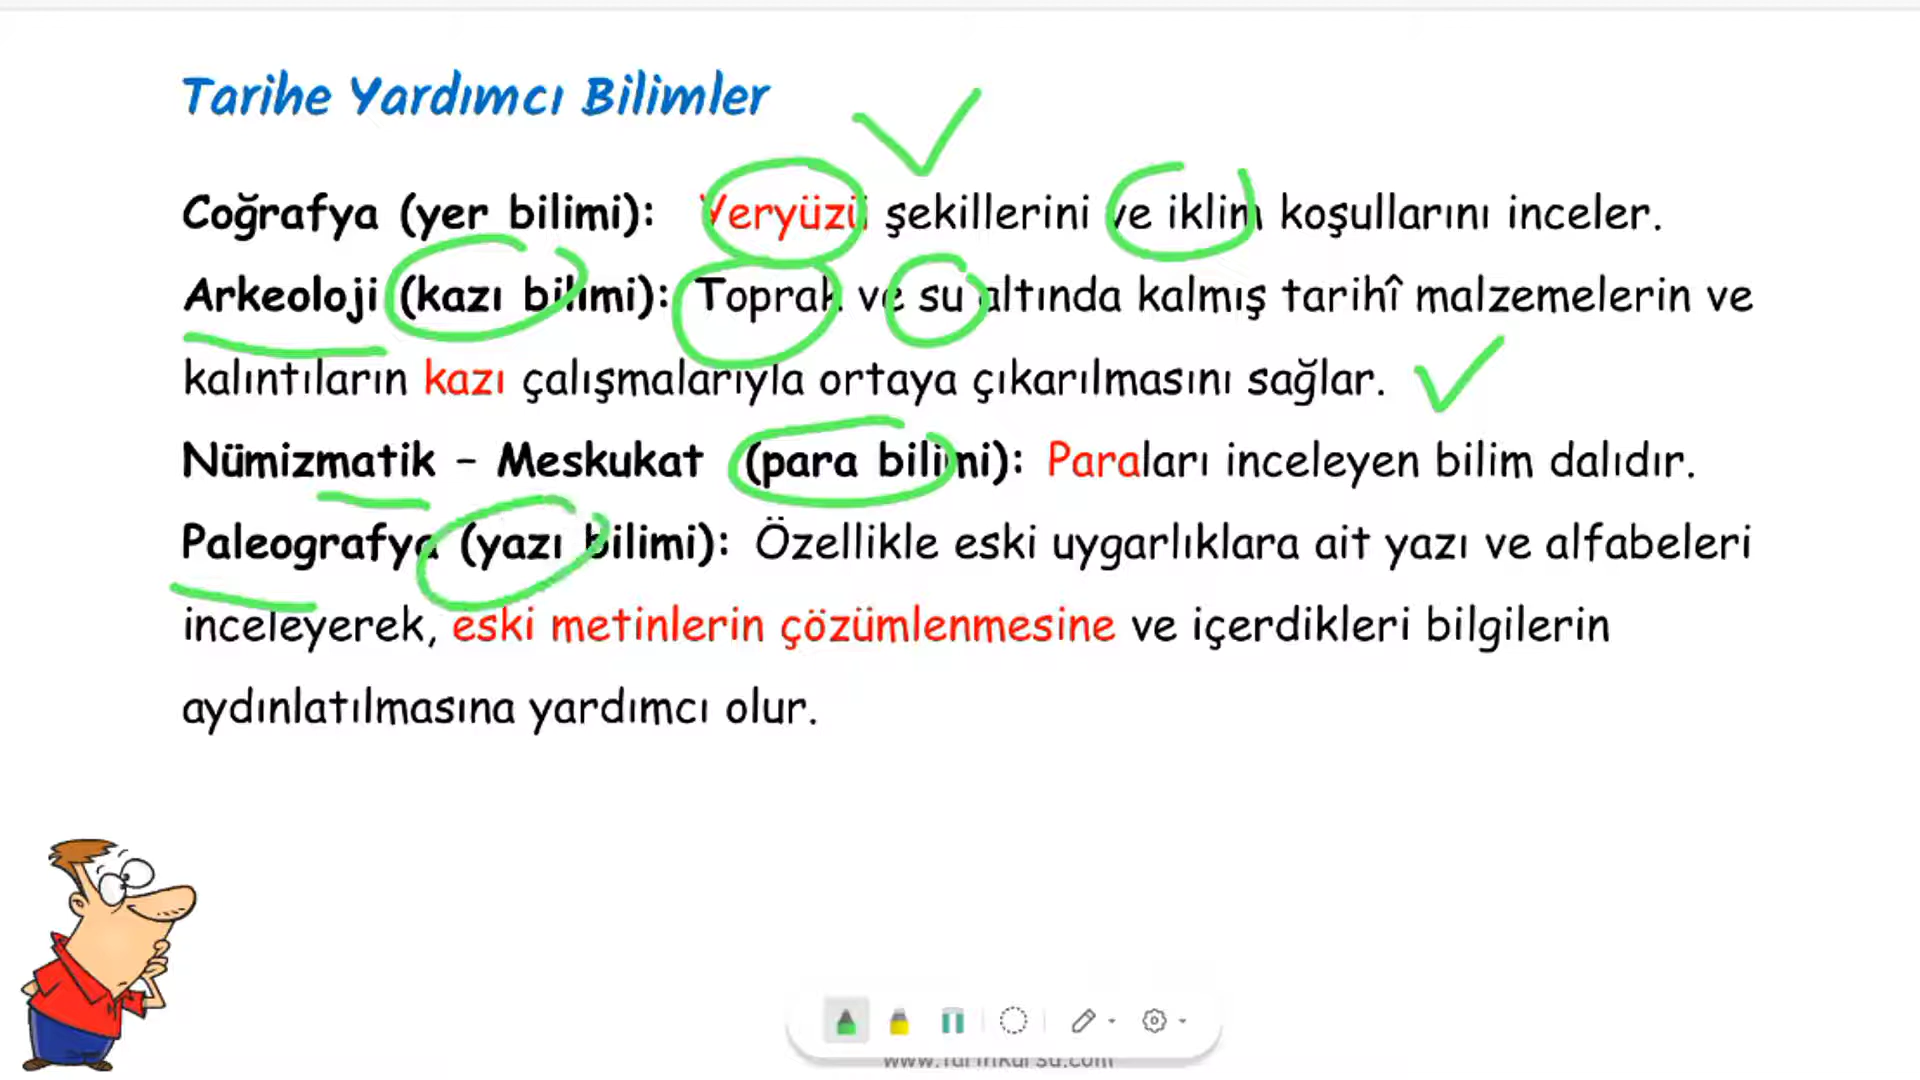 Tarihe Yardımcı Bilimler
Coğrafya (yer bilimi): Yeryüzü şekillerini ve iklim koşullarını inceler.
Arkeoloji (kazı bilimi): Toprak ve su altında kalmış tarihî malzemelerin ve
kalıntıların kazı çalışmalarıyla ortaya çıkarılmasını sağlar.
Nümizmatik – Meskukat (para bilimi): Paraları inceleyen bilim dalıdır.
Paleografya (yazı bilimi): Özellikle eski uygarlıklara ait yazı ve alfabeleri
inceleyerek, eski metinlerin çözümlenmesine ve içerdikleri bilgilerin
aydınlatılmasına yardımcı olur.
www.tarihkursu.com